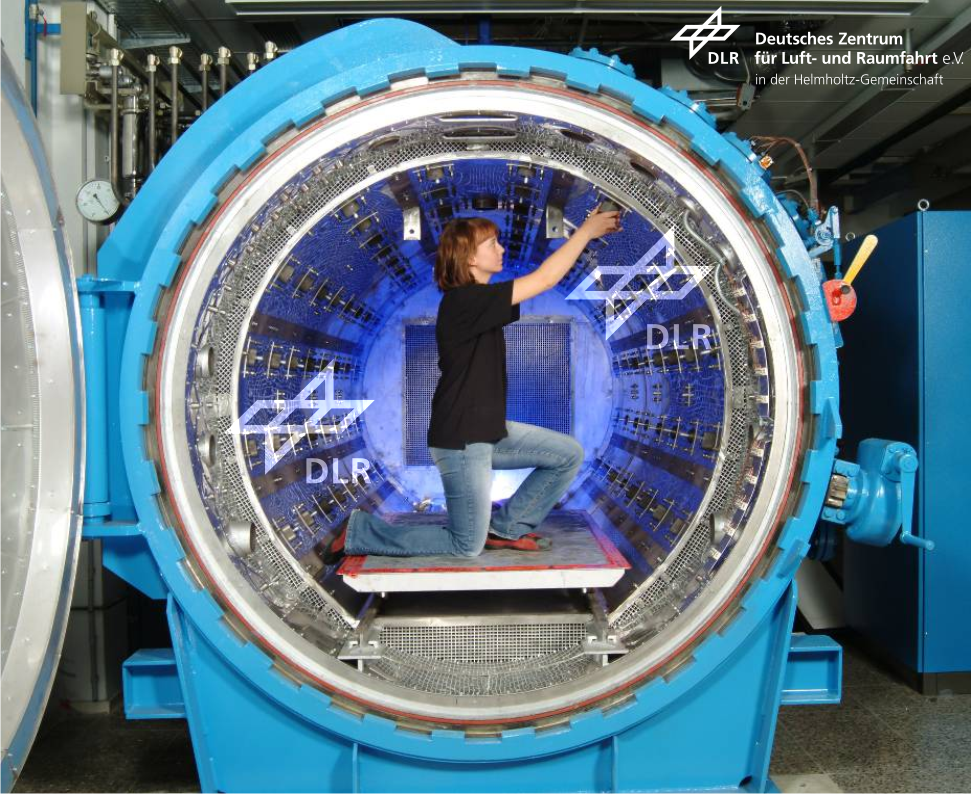 DLR
Deutsches Zentrum
für Luft- und Raumfahrt e.V.
in der Helmholtz-Gemeinschaft
DLR
DLR